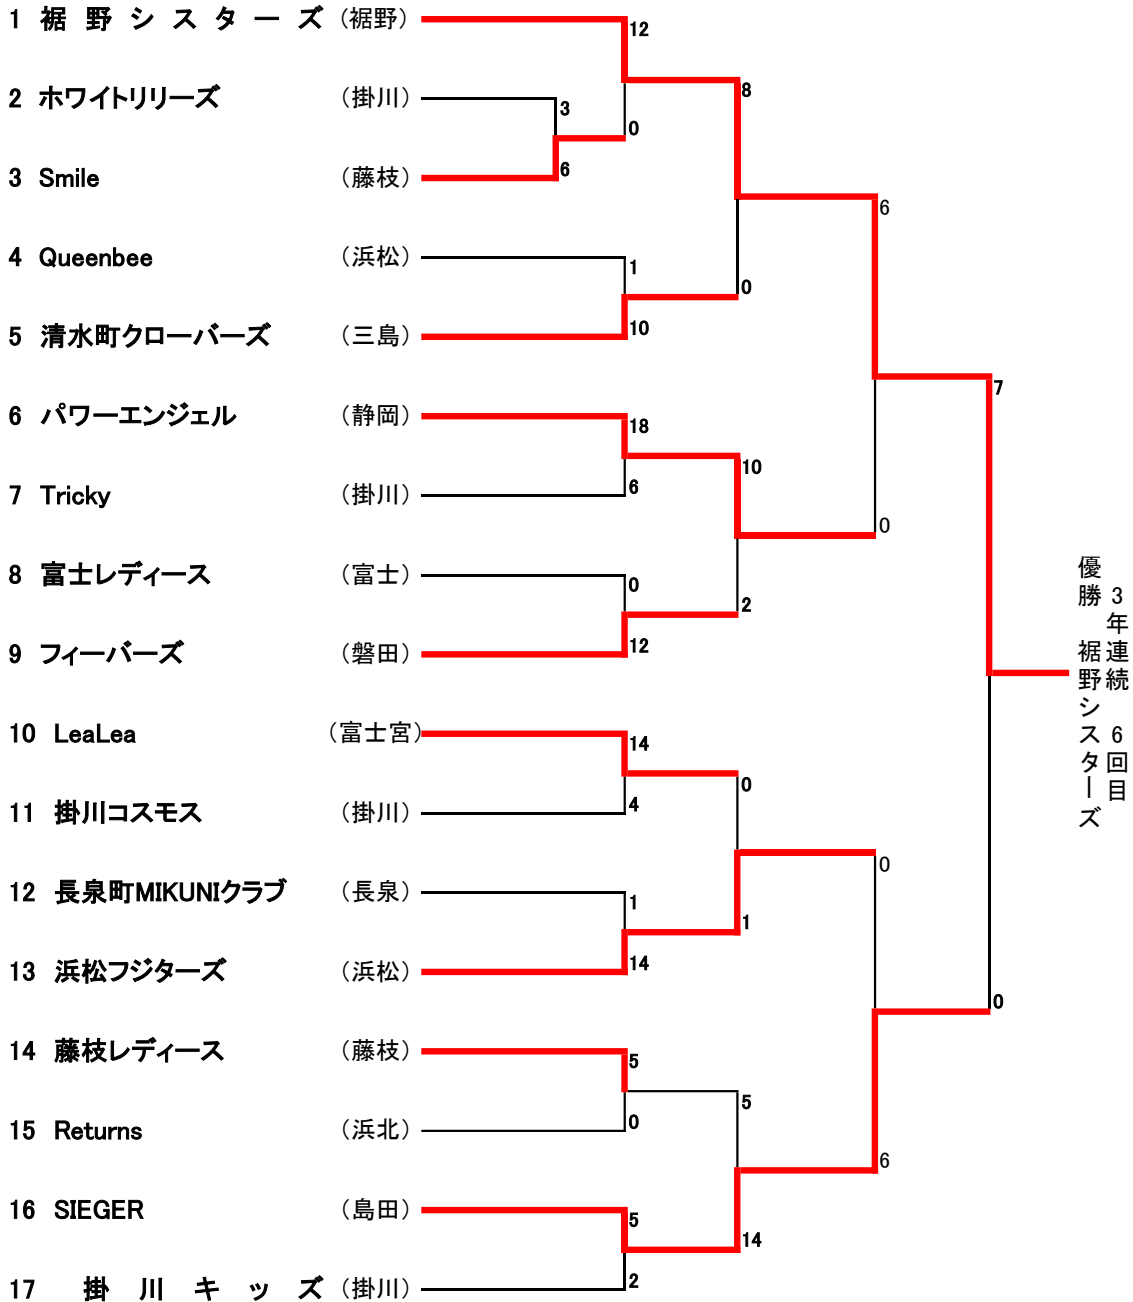 1 裾野シスターズ （裾野）
12
8
2 ホワイトリリーズ （掛川）
3
0
3 Smile （藤枝）
6
6
4 Queenbee （浜松）
1
0
5 清水町クローバーズ （三島）
10
7
6 パワーエンジェル （静岡）
18
10
7 Tricky （掛川）
6
0
8 富士レディース （富士）
0
2
9 フィーバーズ （磐田）
12
優勝 裾野シスターズ
3年連続 6回目
10 LeaLea （富士宮）
14
0
11 掛川コスモス （掛川）
4
0
12 長泉町MIKUNIクラブ （長泉）
1
1
13 浜松フジターズ （浜松）
14
0
14 藤枝レディース （藤枝）
5
5
15 Returns （浜北）
0
6
16 SIEGER （島田）
5
14
17 掛川キッズ （掛川）
2